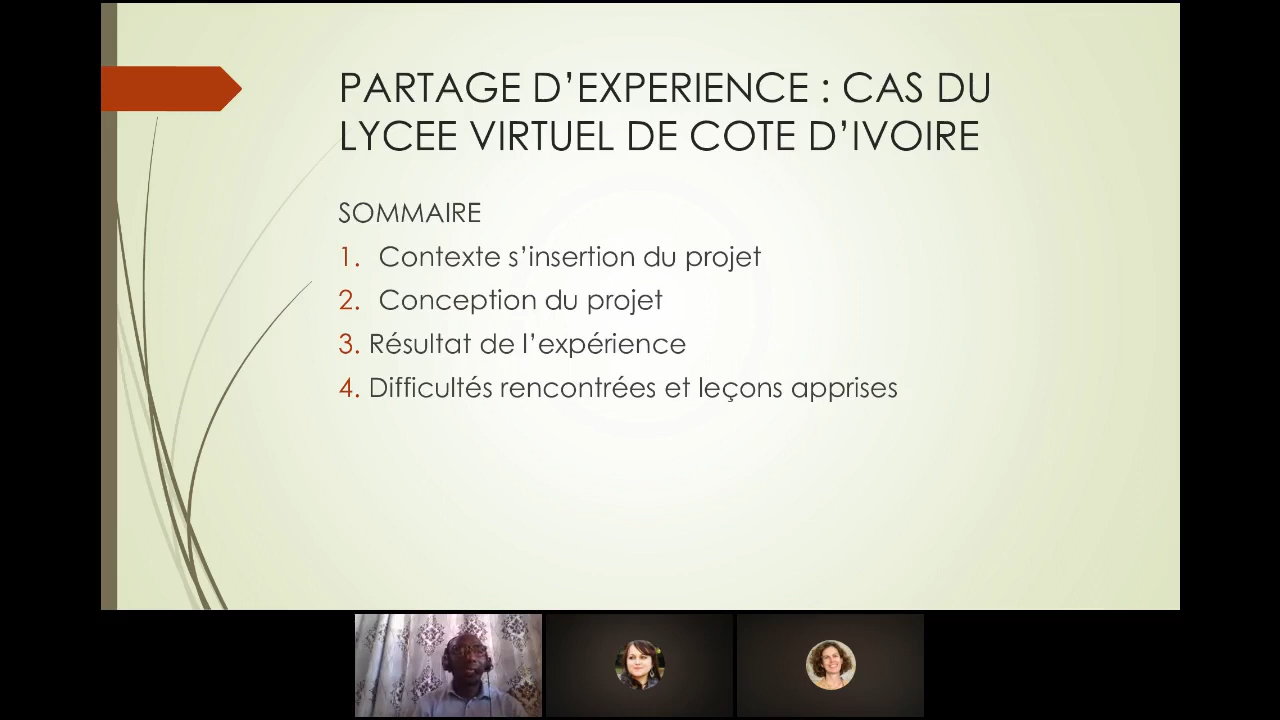 PARTAGE D’EXPERIENCE : CAS DU
LYCEE VIRTUEL DE COTE D’IVOIRE
SOMMAIRE
1. Contexte s’insertion du projet
2. Conception du projet
3. Résultat de l’expérience
4. Difficultés rencontrées et leçons apprises